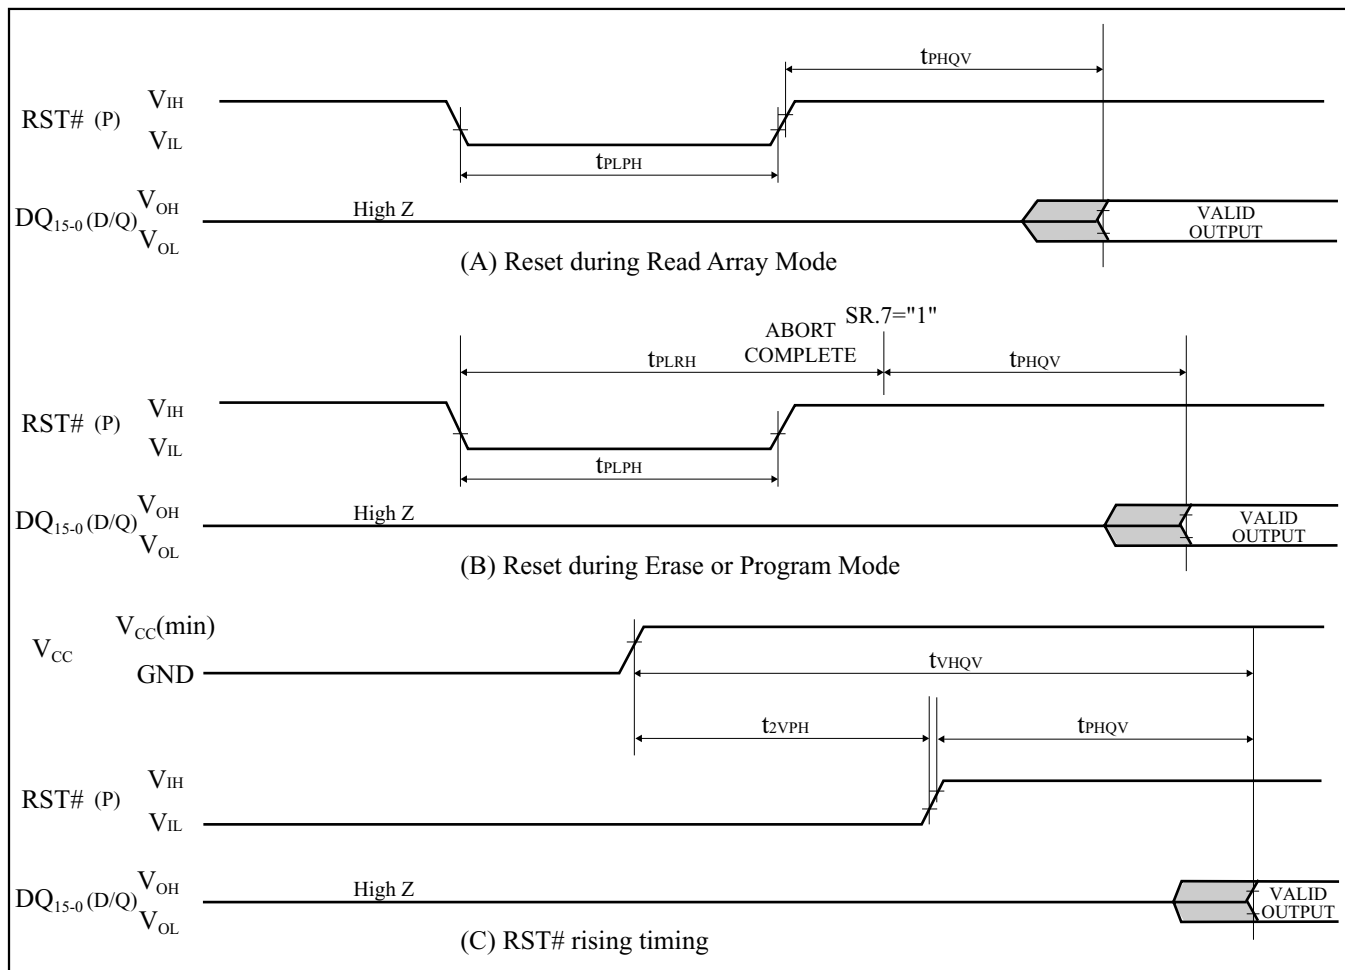 tPHQV
VIH
RST# (P)
VIL
tPLPH
VOH
DQ15-0 (D/Q)
High Z
VALID
OUTPUT
VOL
(A) Reset during Read Array Mode
SR.7="1"
ABORT
COMPLETE
tPLRH
tPHQV
VIH
RST# (P)
VIL
tPLPH
VOH
DQ15-0 (D/Q)
High Z
VALID
OUTPUT
VOL
(B) Reset during Erase or Program Mode
VCC(min)
VCC
GND
tVHQV
t2VPH
tPHQV
VIH
RST# (P)
VIL
VOH
DQ15-0 (D/Q)
High Z
VALID
OUTPUT
VOL
(C) RST# rising timing